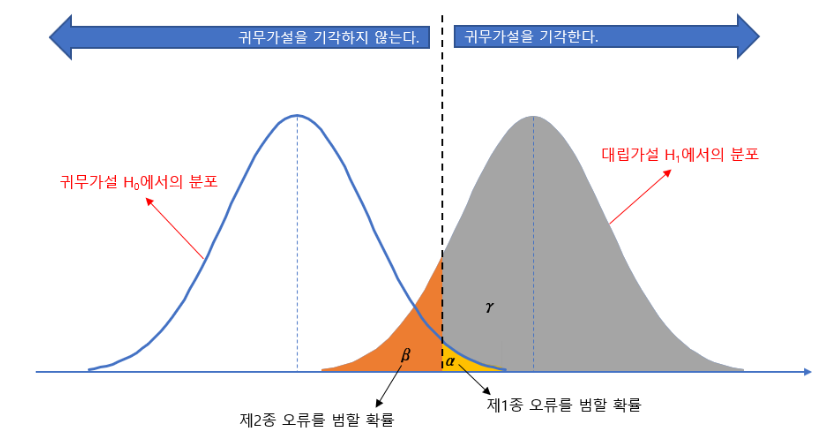 귀무가설을 기각하지 않는다.
귀무가설을 기각한다.
대립가설 H₁에서의 분포
귀무가설 H₀에서의 분포
γ
β
α
제2종 오류를 범할 확률
제1종 오류를 범할 확률